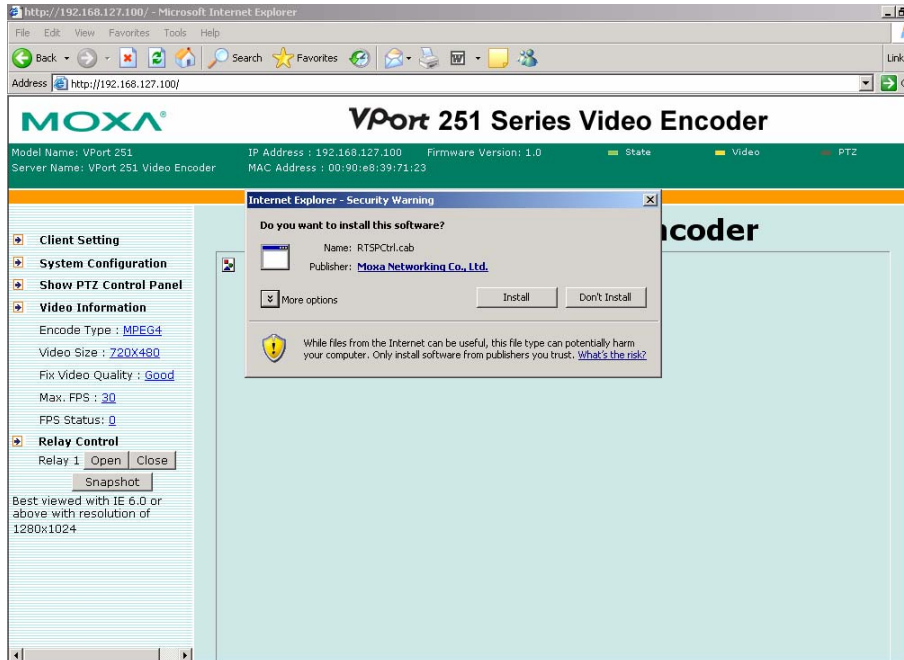 http://192.168.127.100/ - Microsoft Internet Explorer
File Edit View Favorites Tools Help
Back Search Favorites
Address http://192.168.127.100/
MOXA® VPort 251 Series Video Encoder
Model Name: VPort 251 IP Address : 192.168.127.100 Firmware Version: 1.0 State Video PTZ
Server Name: VPort 251 Video Encoder MAC Address : 00:90:e8:39:71:23
Internet Explorer - Security Warning
Do you want to install this software?
Name: RTSPCtrl.cab
Publisher: Moxa Networking Co., Ltd.
More options Install Don't Install
While files from the Internet can be useful, this file type can potentially harm
your computer. Only install software from publishers you trust. What's the risk?
Client Setting
System Configuration
Show PTZ Control Panel
Video Information
Encode Type : MPEG4
Video Size : 720X480
Fix Video Quality : Good
Max. FPS : 30
FPS Status: 0
Relay Control
Relay 1 Open Close
Snapshot
Best viewed with IE 6.0 or
above with resolution of
1280x1024